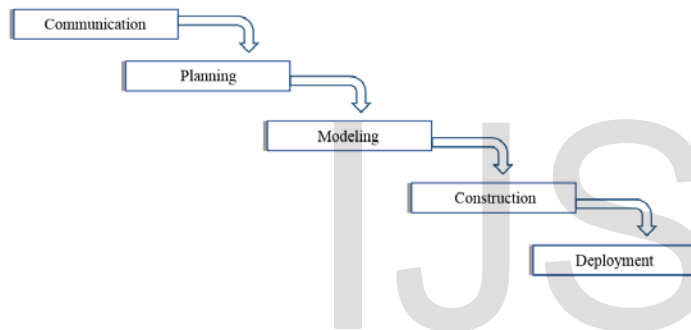 Communication
Planning
Modeling
Construction
Deployment
IJS